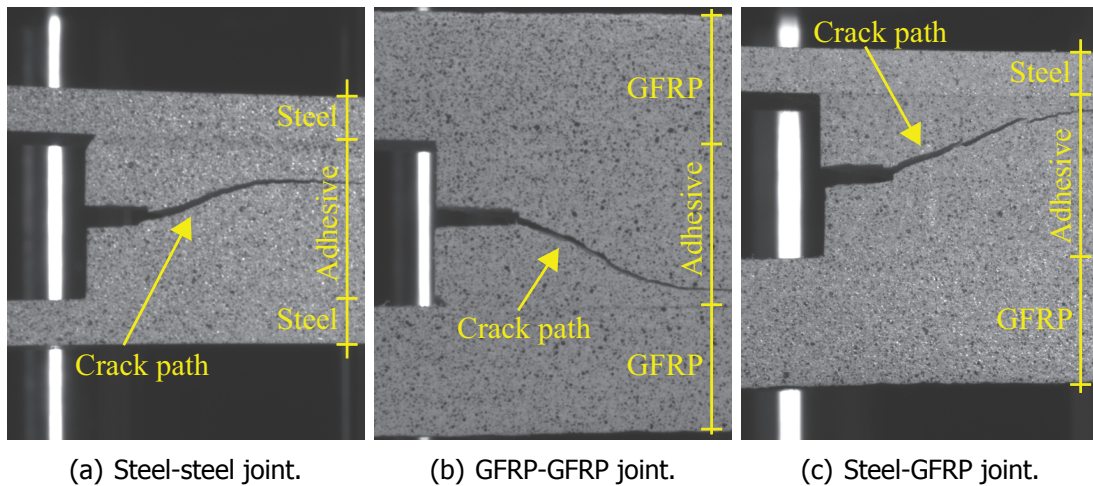 Steel
Adhesive
Steel
Crack path
(a) Steel-steel joint.
GFRP
Adhesive
Crack path
GFRP
(b) GFRP-GFRP joint.
Crack path
Steel
Adhesive
GFRP
(c) Steel-GFRP joint.